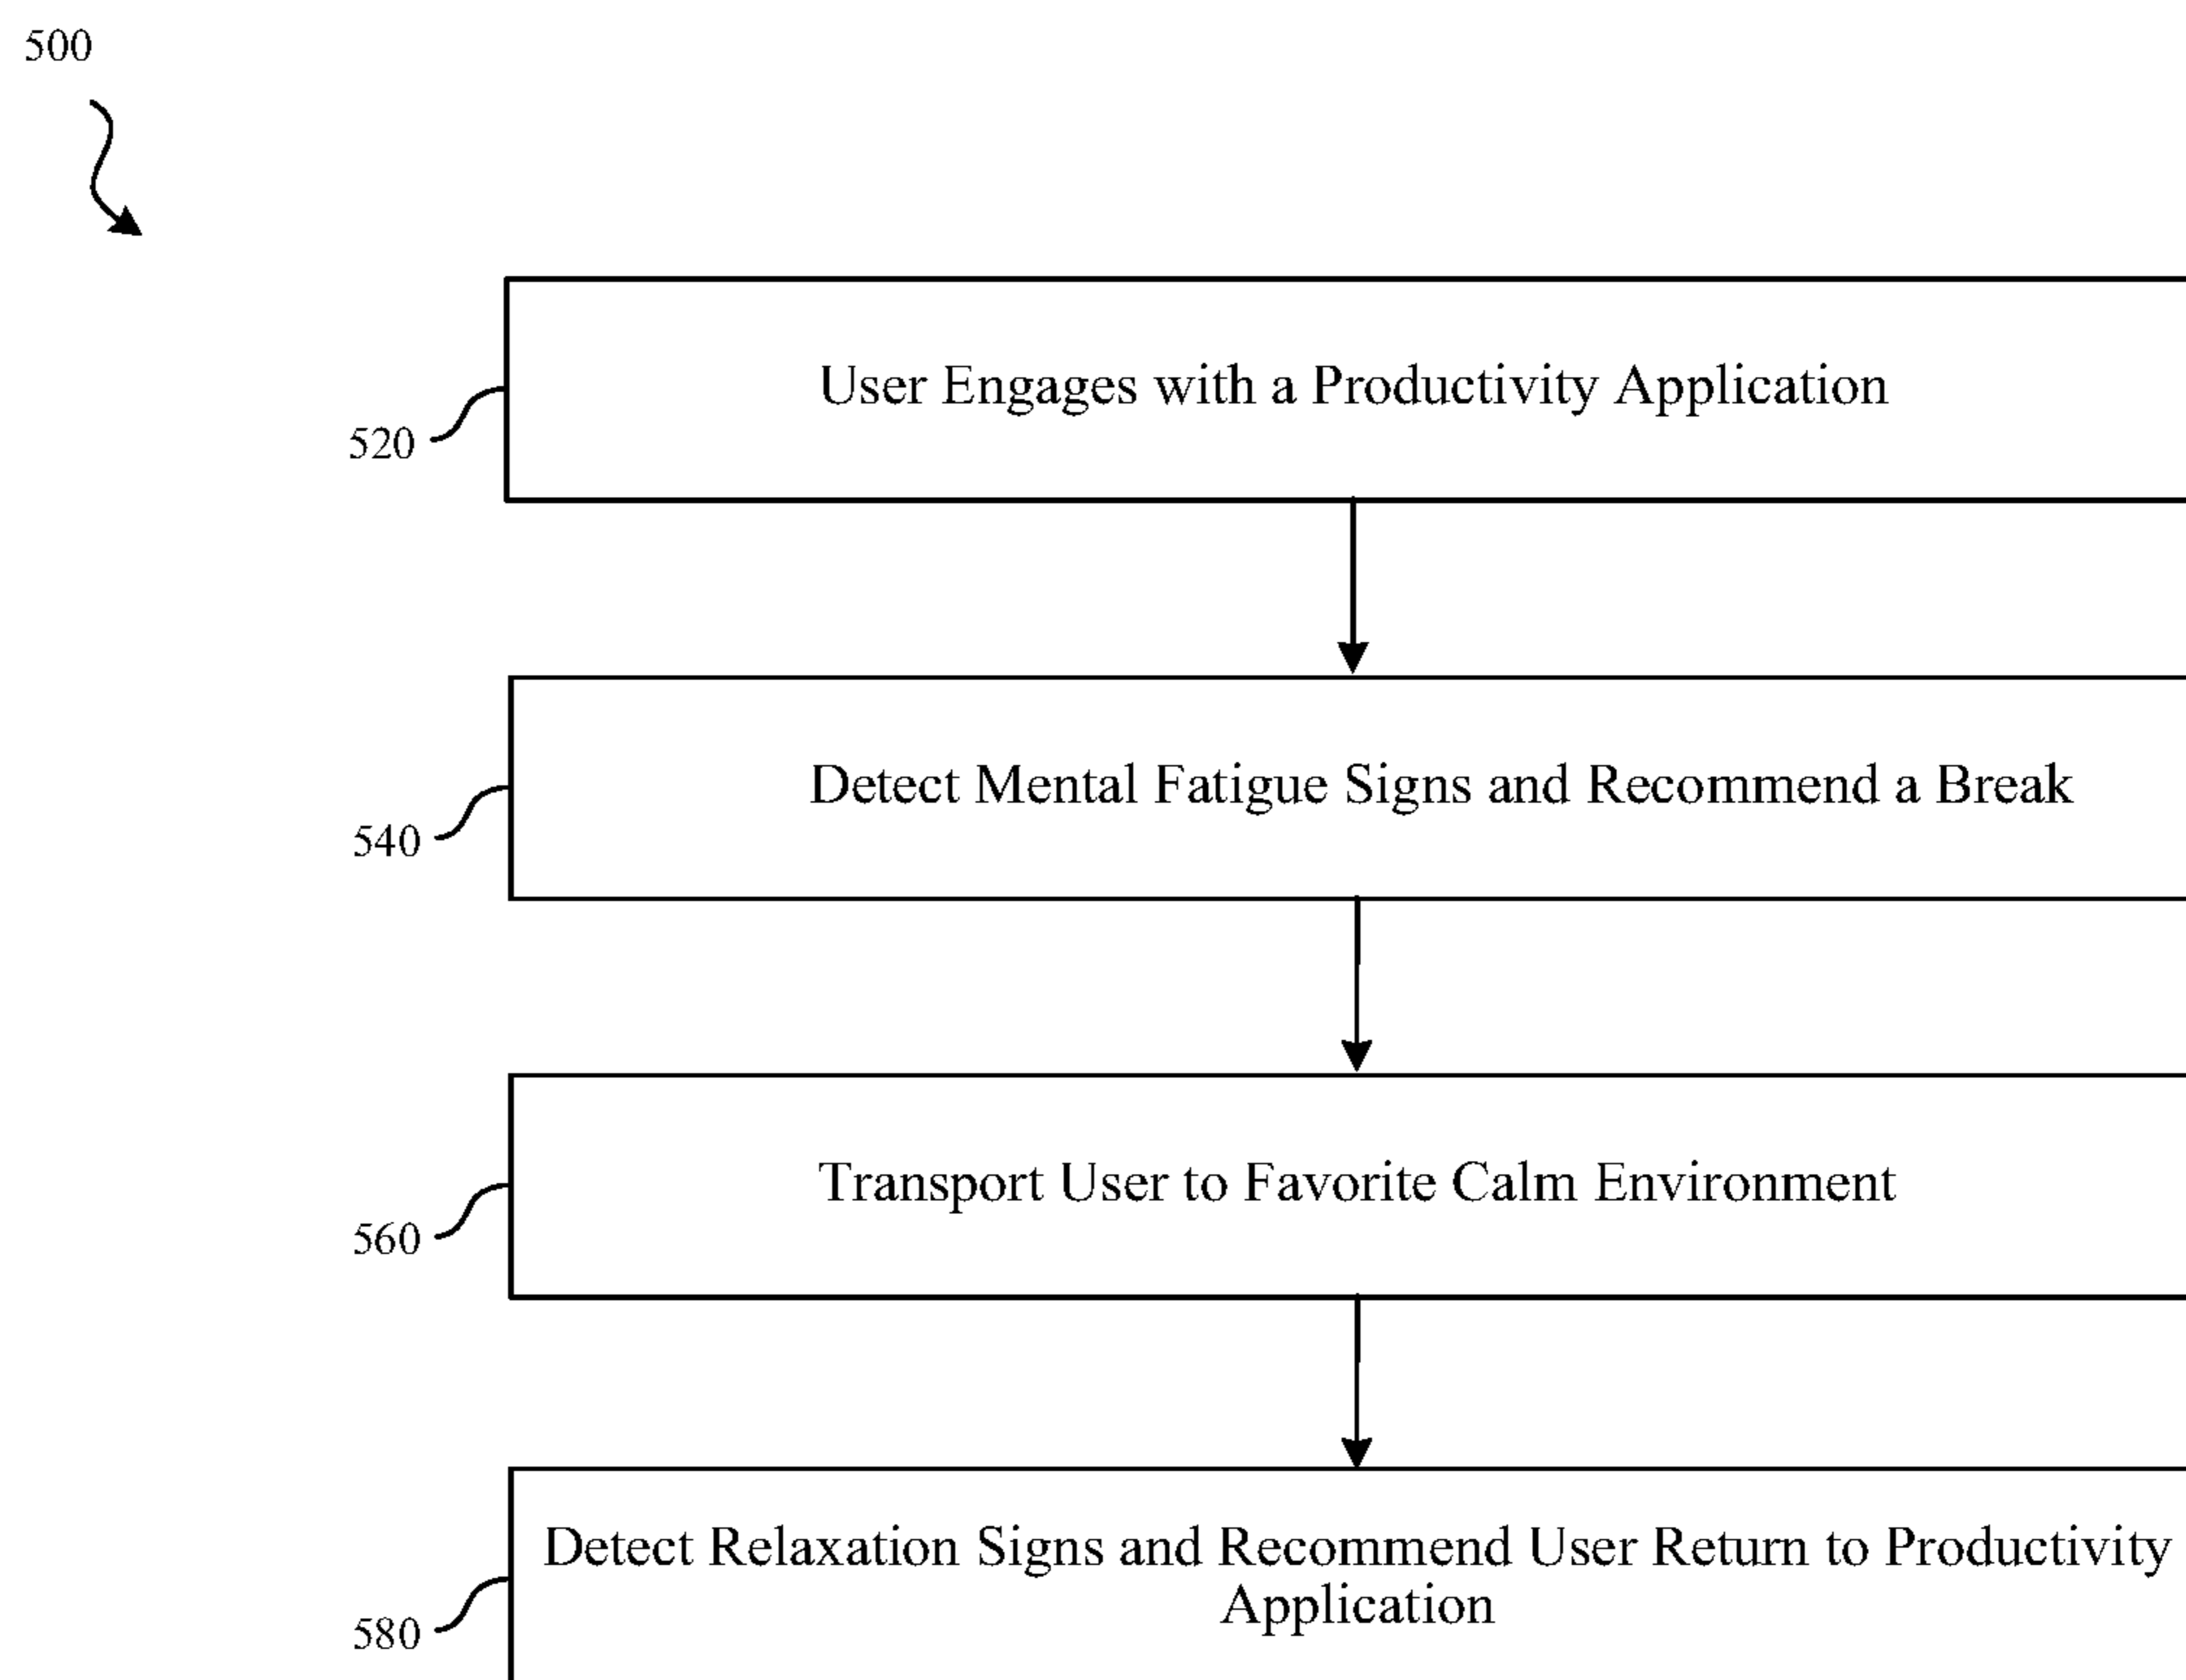 500
User Engages with a Productivity Application
520
Detect Mental Fatigue Signs and Recommend a Break
540
Transport User to Favorite Calm Environment
560
Detect Relaxation Signs and Recommend User Return to Productivity
Application
580